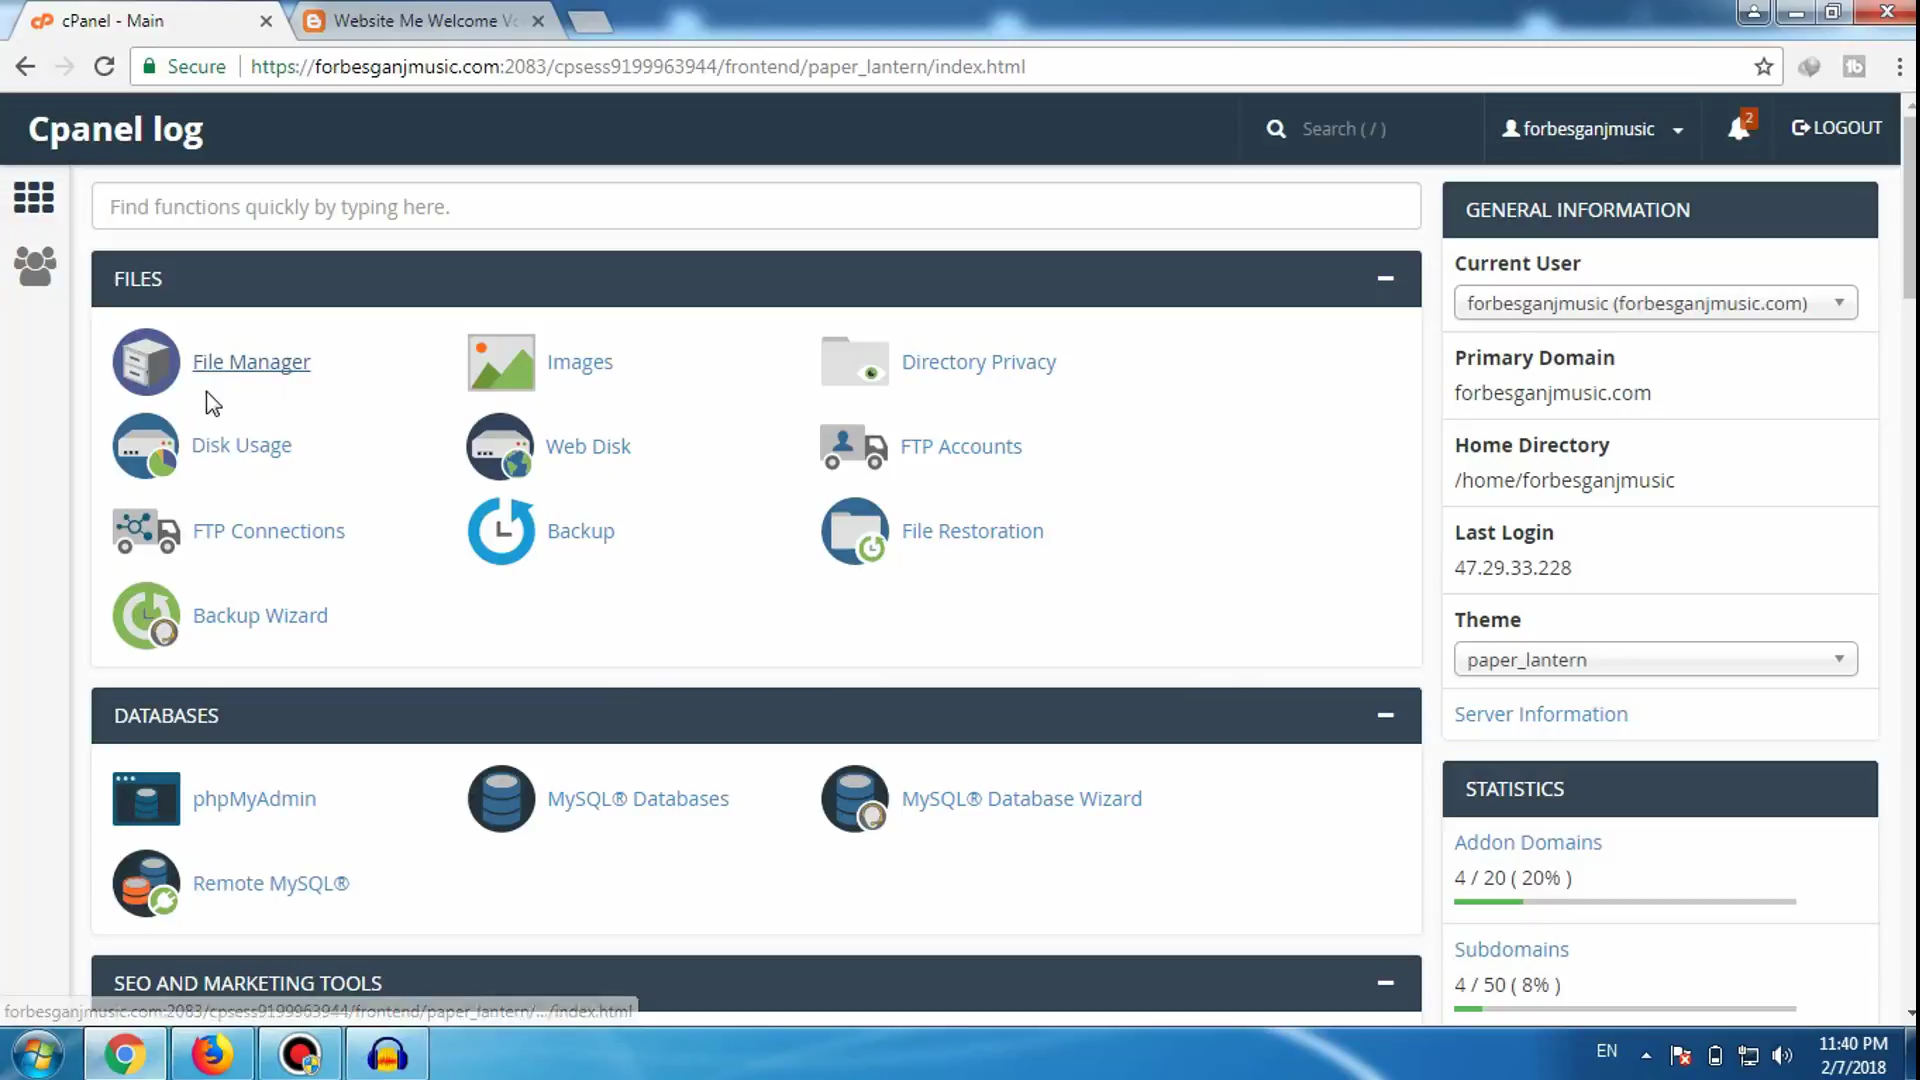 cPanel - Main
Website Me Welcome Vo
Secure
https://forbesganjmusic.com:2083/cpsess9199963944/frontend/paper_lantern/index.html
Cpanel log
Search ( / )
forbesganjmusic
2
LOGOUT
Find functions quickly by typing here.
FILES
File Manager
Images
Directory Privacy
Disk Usage
Web Disk
FTP Accounts
FTP Connections
Backup
File Restoration
Backup Wizard
DATABASES
phpMyAdmin
MySQL® Databases
MySQL® Database Wizard
Remote MySQL®
SEO AND MARKETING TOOLS
GENERAL INFORMATION
Current User
forbesganjmusic (forbesganjmusic.com)
Primary Domain
forbesganjmusic.com
Home Directory
/home/forbesganjmusic
Last Login
47.29.33.228
Theme
paper_lantern
Server Information
STATISTICS
Addon Domains
4 / 20 ( 20% )
Subdomains
4 / 50 ( 8% )
forbesganjmusic.com:2083/cpsess9199963944/frontend/paper_lantern/.../index.html
EN
11:40 PM
2/7/2018